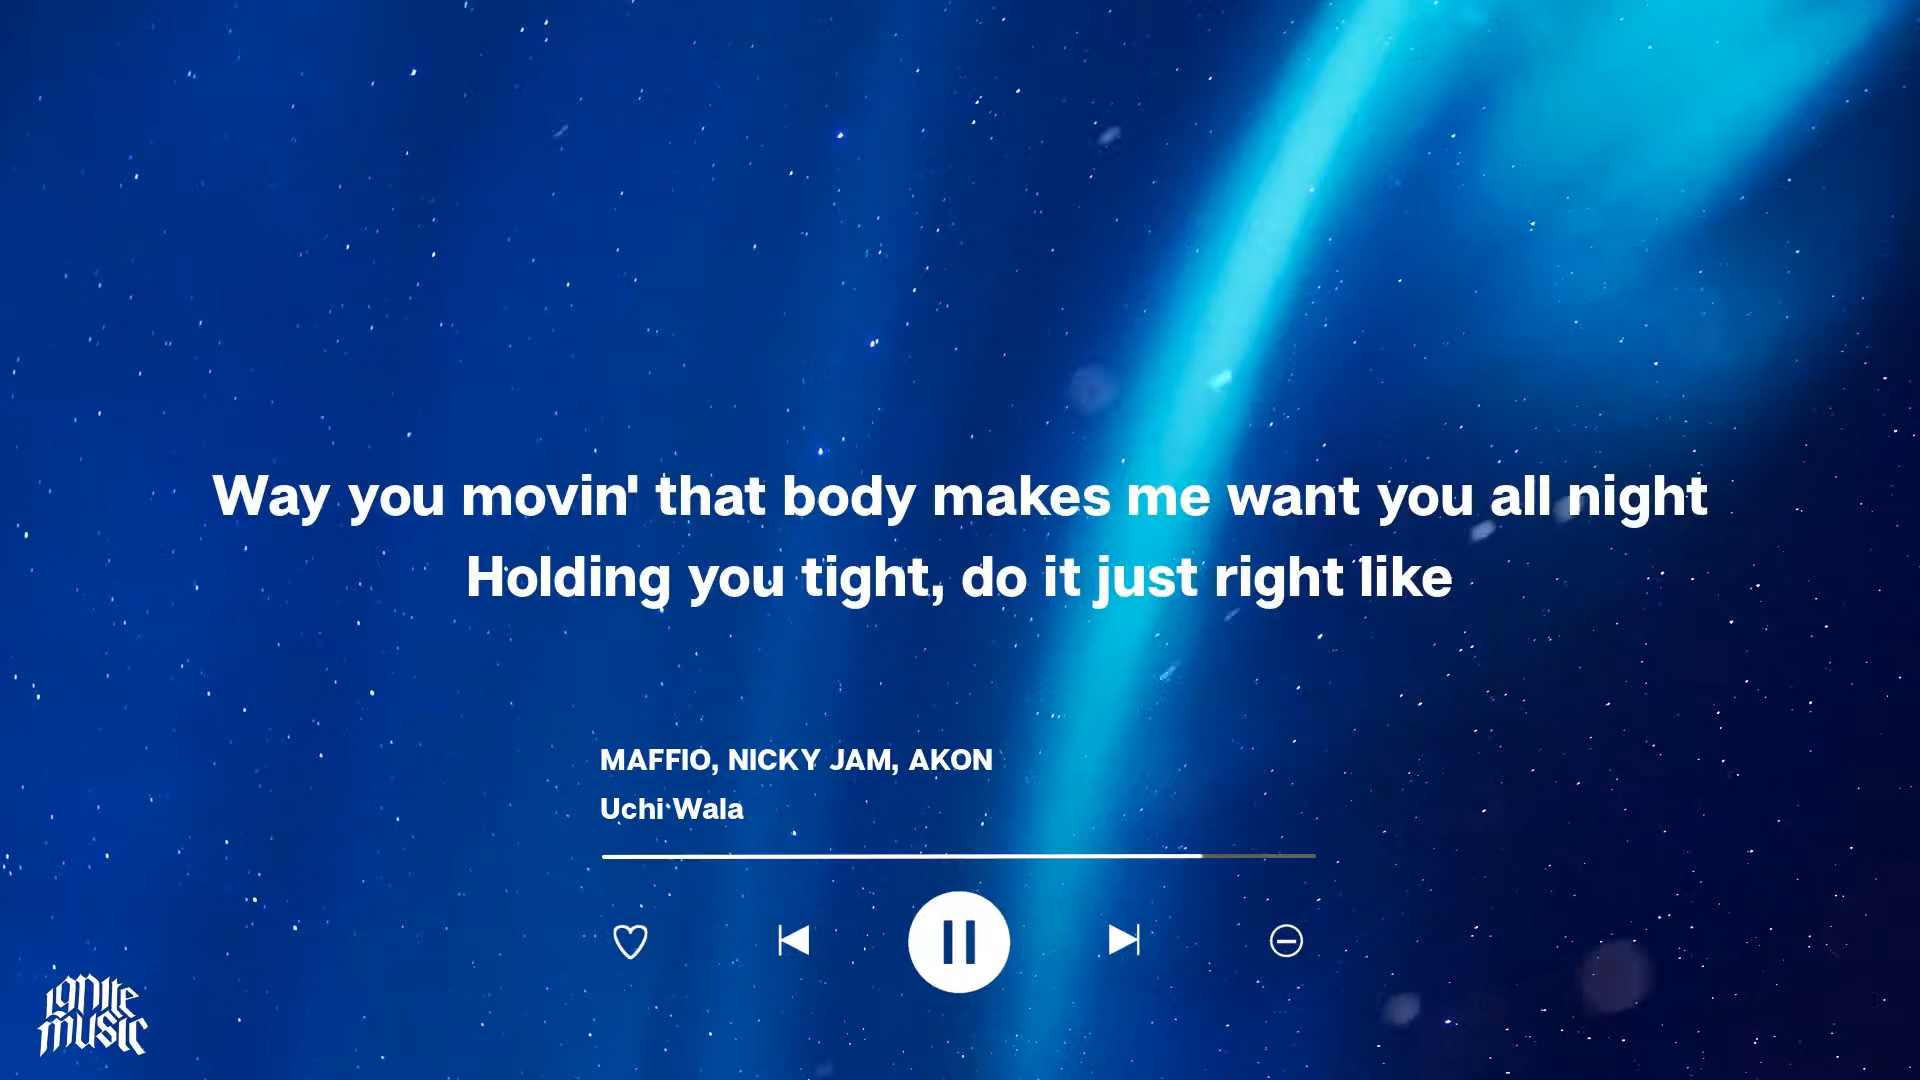 Way you movin' that body makes me want you all night
Holding you tight, do it just right like
MAFFIO, NICKY JAM, AKON
Uchi Wala
ignite
music